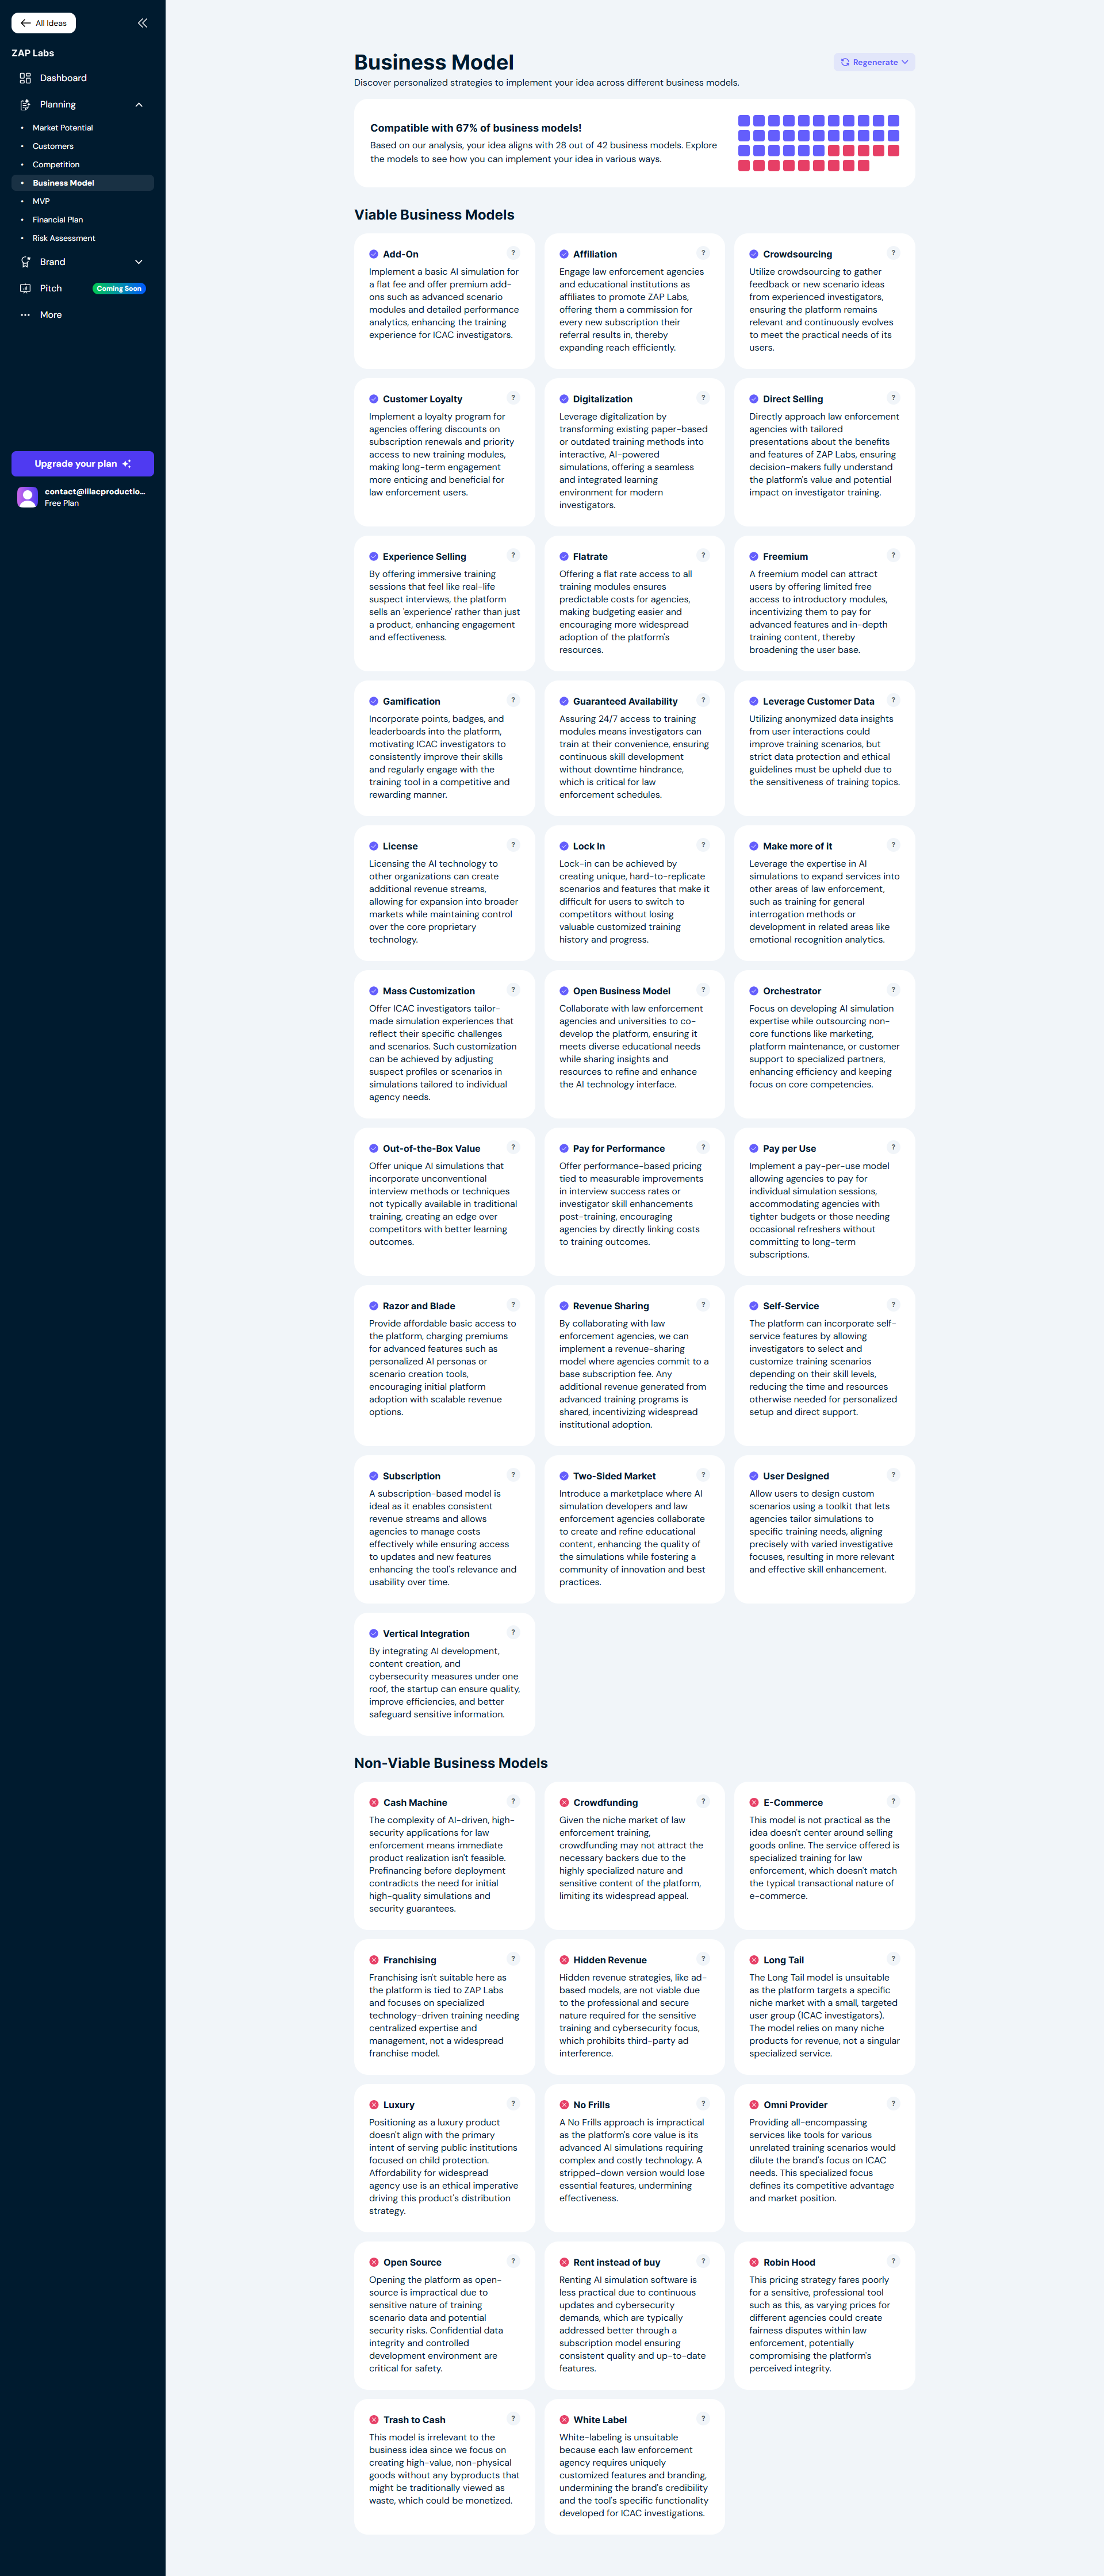 All Ideas
ZAP Labs
Dashboard
Planning
Market Potential
Customers
Competition
Business Model
MVP
Financial Plan
Risk Assessment
Brand
Pitch
Coming Soon
More
Upgrade your plan
contact@lilacproductio...
Free Plan
Business Model
Regenerate
Discover personalized strategies to implement your idea across different business models.
Compatible with 67% of business models!
Based on our analysis, your idea aligns with 28 out of 42 business models. Explore
the models to see how you can implement your idea in various ways.
Viable Business Models
Add-On
?
Implement a basic AI simulation for
a flat fee and offer premium add-
ons such as advanced scenario
modules and detailed performance
analytics, enhancing the training
experience for ICAC investigators.
Affiliation
?
Engage law enforcement agencies
and educational institutions as
affiliates to promote ZAP Labs,
offering them a commission for
every new subscription their
referral results in, thereby
expanding reach efficiently.
Crowdsourcing
?
Utilize crowdsourcing to gather
feedback or new scenario ideas
from experienced investigators,
ensuring the platform remains
relevant and continuously evolves
to meet the practical needs of its
users.
Customer Loyalty
?
Implement a loyalty program for
agencies offering discounts on
subscription renewals and priority
access to new training modules,
making long-term engagement
more enticing and beneficial for
law enforcement users.
Digitalization
?
Leverage digitalization by
transforming existing paper-based
or outdated training methods into
interactive, AI-powered
simulations, offering a seamless
and integrated learning
environment for modern
investigators.
Direct Selling
?
Directly approach law enforcement
agencies with tailored
presentations about the benefits
and features of ZAP Labs, ensuring
decision-makers fully understand
the platform's value and potential
impact on investigator training.
Experience Selling
?
By offering immersive training
sessions that feel like real-life
suspect interviews, the platform
sells an 'experience' rather than just
a product, enhancing engagement
and effectiveness.
Flatrate
?
Offering a flat rate access to all
training modules ensures
predictable costs for agencies,
making budgeting easier and
encouraging more widespread
adoption of the platform's
resources.
Freemium
?
A freemium model can attract
users by offering limited free
access to introductory modules,
incentivizing them to pay for
advanced features and in-depth
training content, thereby
broadening the user base.
Gamification
?
Incorporate points, badges, and
leaderboards into the platform,
motivating ICAC investigators to
consistently improve their skills
and regularly engage with the
training tool in a competitive and
rewarding manner.
Guaranteed Availability
?
Assuring 24/7 access to training
modules means investigators can
train at their convenience, ensuring
continuous skill development
without downtime hindrance,
which is critical for law
enforcement schedules.
Leverage Customer Data
?
Utilizing anonymized data insights
from user interactions could
improve training scenarios, but
strict data protection and ethical
guidelines must be upheld due to
the sensitiveness of training topics.
License
?
Licensing the AI technology to
other organizations can create
additional revenue streams,
allowing for expansion into broader
markets while maintaining control
over the core proprietary
technology.
Lock In
?
Lock-in can be achieved by
creating unique, hard-to-replicate
scenarios and features that make it
difficult for users to switch to
competitors without losing
valuable customized training
history and progress.
Make more of it
?
Leverage the expertise in AI
simulations to expand services into
other areas of law enforcement,
such as training for general
interrogation methods or
development in related areas like
emotional recognition analytics.
Mass Customization
?
Offer ICAC investigators tailor-
made simulation experiences that
reflect their specific challenges
and scenarios. Such customization
can be achieved by adjusting
suspect profiles or scenarios in
simulations tailored to individual
agency needs.
Open Business Model
?
Collaborate with law enforcement
agencies and universities to co-
develop the platform, ensuring it
meets diverse educational needs
while sharing insights and
resources to refine and enhance
the AI technology interface.
Orchestrator
?
Focus on developing AI simulation
expertise while outsourcing non-
core functions like marketing,
platform maintenance, or customer
support to specialized partners,
enhancing efficiency and keeping
focus on core competencies.
Out-of-the-Box Value
?
Offer unique AI simulations that
incorporate unconventional
interview methods or techniques
not typically available in traditional
training, creating an edge over
competitors with better learning
outcomes.
Pay for Performance
?
Offer performance-based pricing
tied to measurable improvements
in interview success rates or
investigator skill enhancements
post-training, encouraging
agencies by directly linking costs
to training outcomes.
Pay per Use
?
Implement a pay-per-use model
allowing agencies to pay for
individual simulation sessions,
accommodating agencies with
tighter budgets or those needing
occasional refreshers without
committing to long-term
subscriptions.
Razor and Blade
?
Provide affordable basic access to
the platform, charging premiums
for advanced features such as
personalized AI personas or
scenario creation tools,
encouraging initial platform
adoption with scalable revenue
options.
Revenue Sharing
?
By collaborating with law
enforcement agencies, we can
implement a revenue-sharing
model where agencies commit to a
base subscription fee. Any
additional revenue generated from
advanced training programs is
shared, incentivizing widespread
institutional adoption.
Self-Service
?
The platform can incorporate self-
service features by allowing
investigators to select and
customize training scenarios
depending on their skill levels,
reducing the time and resources
otherwise needed for personalized
setup and direct support.
Subscription
?
A subscription-based model is
ideal as it enables consistent
revenue streams and allows
agencies to manage costs
effectively while ensuring access
to updates and new features
enhancing the tool's relevance and
usability over time.
Two-Sided Market
?
Introduce a marketplace where AI
simulation developers and law
enforcement agencies collaborate
to create and refine educational
content, enhancing the quality of
the simulations while fostering a
community of innovation and best
practices.
User Designed
?
Allow users to design custom
scenarios using a toolkit that lets
agencies tailor simulations to
specific training needs, aligning
precisely with varied investigative
focuses, resulting in more relevant
and effective skill enhancement.
Vertical Integration
?
By integrating AI development,
content creation, and
cybersecurity measures under one
roof, the startup can ensure quality,
improve efficiencies, and better
safeguard sensitive information.
Non-Viable Business Models
Cash Machine
?
The complexity of AI-driven, high-
security applications for law
enforcement means immediate
product realization isn't feasible.
Prefinancing before deployment
contradicts the need for initial
high-quality simulations and
security guarantees.
Crowdfunding
?
Given the niche market of law
enforcement training,
crowdfunding may not attract the
necessary backers due to the
highly specialized nature and
sensitive content of the platform,
limiting its widespread appeal.
E-Commerce
?
This model is not practical as the
idea doesn't center around selling
goods online. The service offered is
specialized training for law
enforcement, which doesn't match
the typical transactional nature of
e-commerce.
Franchising
?
Franchising isn't suitable here as
the platform is tied to ZAP Labs
and focuses on specialized
technology-driven training needing
centralized expertise and
management, not a widespread
franchise model.
Hidden Revenue
?
Hidden revenue strategies, like ad-
based models, are not viable due
to the professional and secure
nature required for the sensitive
training and cybersecurity focus,
which prohibits third-party ad
interference.
Long Tail
?
The Long Tail model is unsuitable
as the platform targets a specific
niche market with a small, targeted
user group (ICAC investigators).
The model relies on many niche
products for revenue, not a singular
specialized service.
Luxury
?
Positioning as a luxury product
doesn't align with the primary
intent of serving public institutions
focused on child protection.
Affordability for widespread
agency use is an ethical imperative
driving this product's distribution
strategy.
No Frills
?
A No Frills approach is impractical
as the platform's core value is its
advanced AI simulations requiring
complex and costly technology. A
stripped-down version would lose
essential features, undermining
effectiveness.
Omni Provider
?
Providing all-encompassing
services like tools for various
unrelated training scenarios would
dilute the brand's focus on ICAC
needs. This specialized focus
defines its competitive advantage
and market position.
Open Source
?
Opening the platform as open-
source is impractical due to
sensitive nature of training
scenario data and potential
security risks. Confidential data
integrity and controlled
development environment are
critical for safety.
Rent instead of buy
?
Renting AI simulation software is
less practical due to continuous
updates and cybersecurity
demands, which are typically
addressed better through a
subscription model ensuring
consistent quality and up-to-date
features.
Robin Hood
?
This pricing strategy fares poorly
for a sensitive, professional tool
such as this, as varying prices for
different agencies could create
fairness disputes within law
enforcement, potentially
compromising the platform's
perceived integrity.
Trash to Cash
?
This model is irrelevant to the
business idea since we focus on
creating high-value, non-physical
goods without any byproducts that
might be traditionally viewed as
waste, which could be monetized.
White Label
?
White-labeling is unsuitable
because each law enforcement
agency requires uniquely
customized features and branding,
undermining the brand's credibility
and the tool's specific functionality
developed for ICAC investigations.